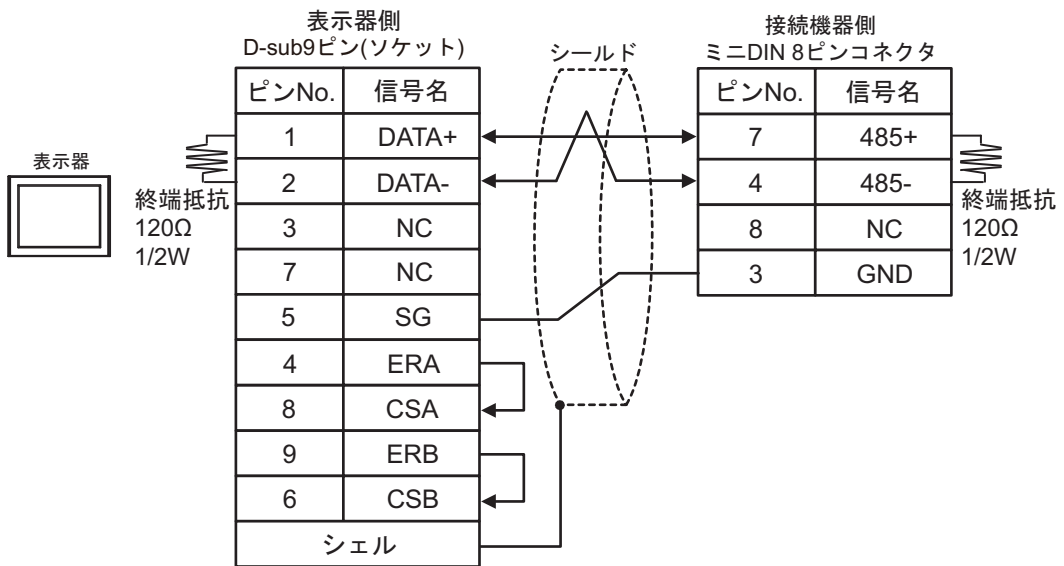 表示器側
D-sub9ピン(ソケット)
シールド
接続機器側
ミニDIN 8ピンコネクタ
ピンNo. 信号名
1 DATA+
2 DATA-
3 NC
7 NC
5 SG
4 ERA
8 CSA
9 ERB
6 CSB
シェル
ピンNo. 信号名
7 485+
4 485-
8 NC
3 GND
表示器
終端抵抗
120Ω
1/2W
終端抵抗
120Ω
1/2W